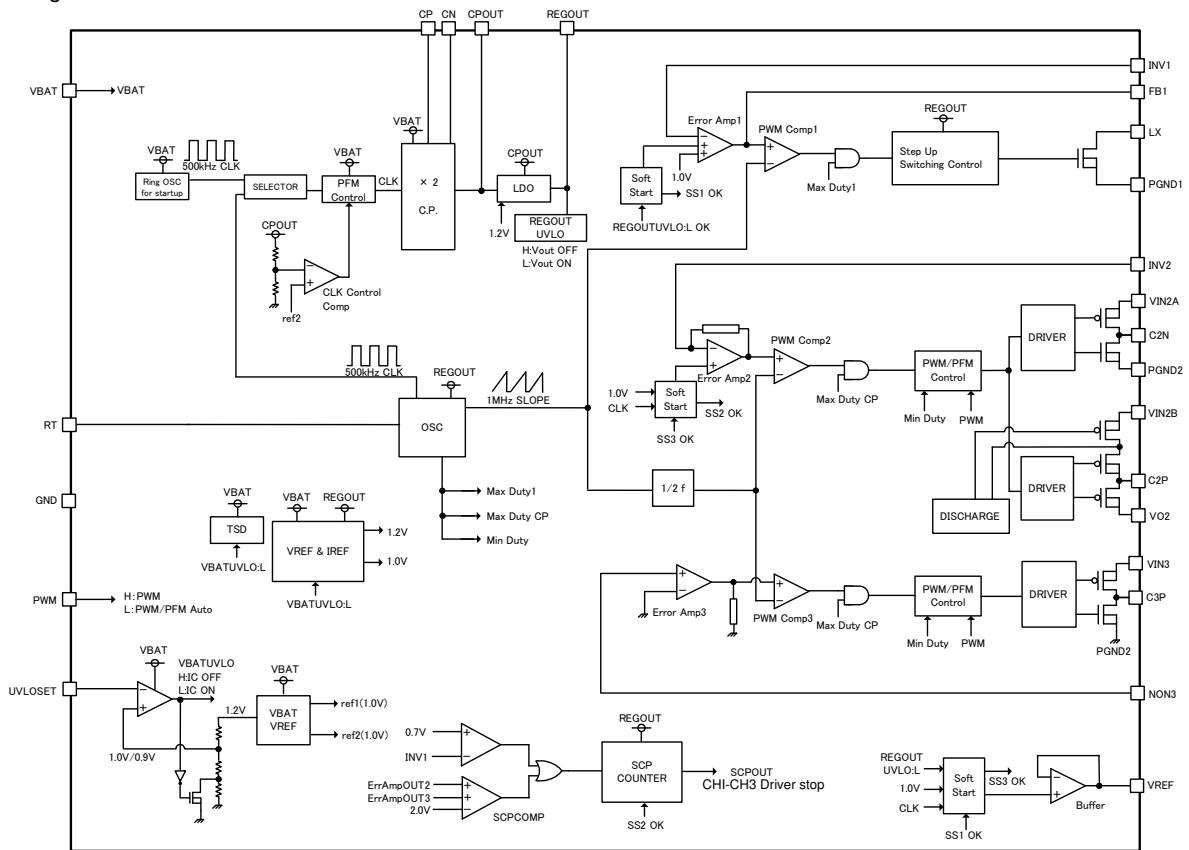 CP CN CPOUT REGOUT
VBAT
VBAT
VBAT
500kHz CLK
Ring OSC
for startup
SELECTOR
VBAT
PFM
Control
CLK
VBAT
× 2
C.P.
CPOUT
LDO
1.2V
REGOUT
UVLO
H:Vout OFF
L:Vout ON
CPOUT
ref2
CLK Control
Comp
INV1
FB1
LX
PGND1
Error Amp1
1.0V
PWM Comp1
Soft
Start
SS1 OK
REGOUTUVLO:L OK
Max Duty1
REGOUT
Step Up
Switching Control
INV2
VIN2A
C2N
PGND2
VIN2B
C2P
VO2
Error Amp2
PWM Comp2
1.0V
CLK
Soft
Start
SS2 OK
SS3 OK
Max Duty CP
PWM/PFM
Control
Min Duty
PWM
DRIVER
DRIVER
DISCHARGE
500kHz CLK
REGOUT
1MHz SLOPE
RT
OSC
1/2 f
Max Duty1
Max Duty CP
Min Duty
GND
VBAT
TSD
VBATUVLO:L
VBAT
REGOUT
VREF & IREF
1.2V
1.0V
VBATUVLO:L
PWM
H:PWM
L:PWM/PFM Auto
Error Amp3
PWM Comp3
Max Duty CP
PWM/PFM
Control
Min Duty
PWM
DRIVER
VIN3
C3P
PGND2
NON3
UVLOSET
VBAT
VBATUVLO
H:IC OFF
L:IC ON
1.0V/0.9V
1.2V
VBAT
VBAT
VREF
ref1(1.0V)
ref2(1.0V)
0.7V
INV1
ErrAmpOUT2
ErrAmpOUT3
2.0V
SCPCOMP
REGOUT
SCP
COUNTER
SS2 OK
SCPOUT
CHI-CH3 Driver stop
REGOUT
UVLO:L
1.0V
CLK
Soft
Start
SS3 OK
SS1 OK
Buffer
VREF